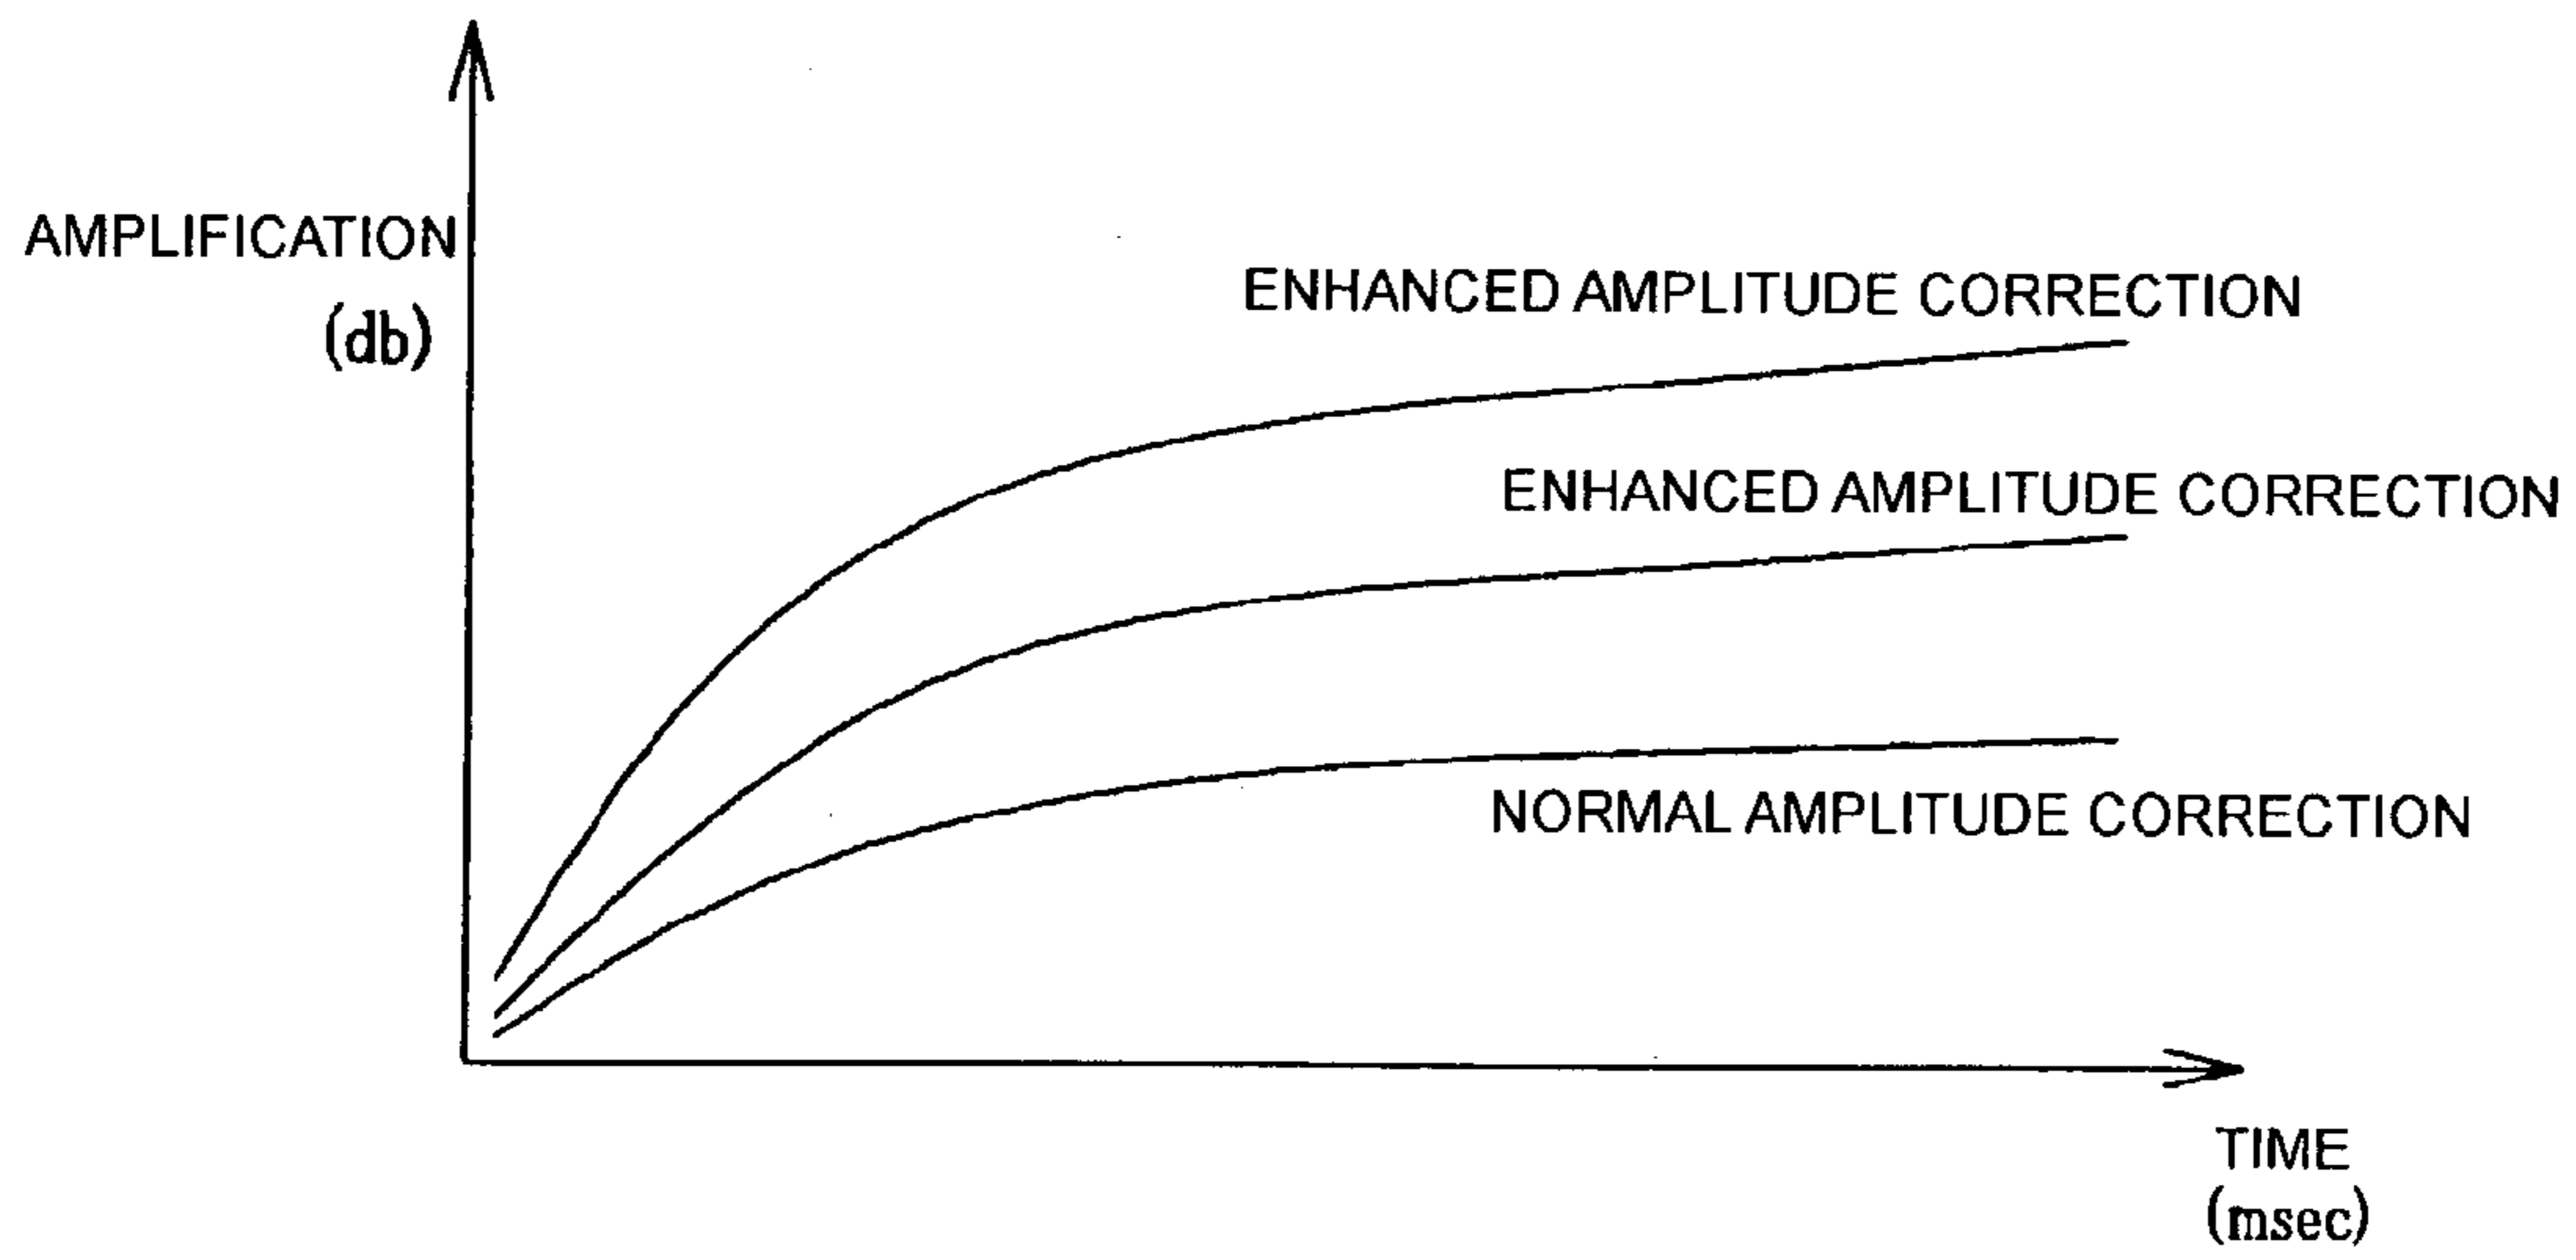 AMPLIFICATION
(db)
ENHANCED AMPLITUDE CORRECTION
ENHANCED AMPLITUDE CORRECTION
NORMAL AMPLITUDE CORRECTION
TIME
(msec)